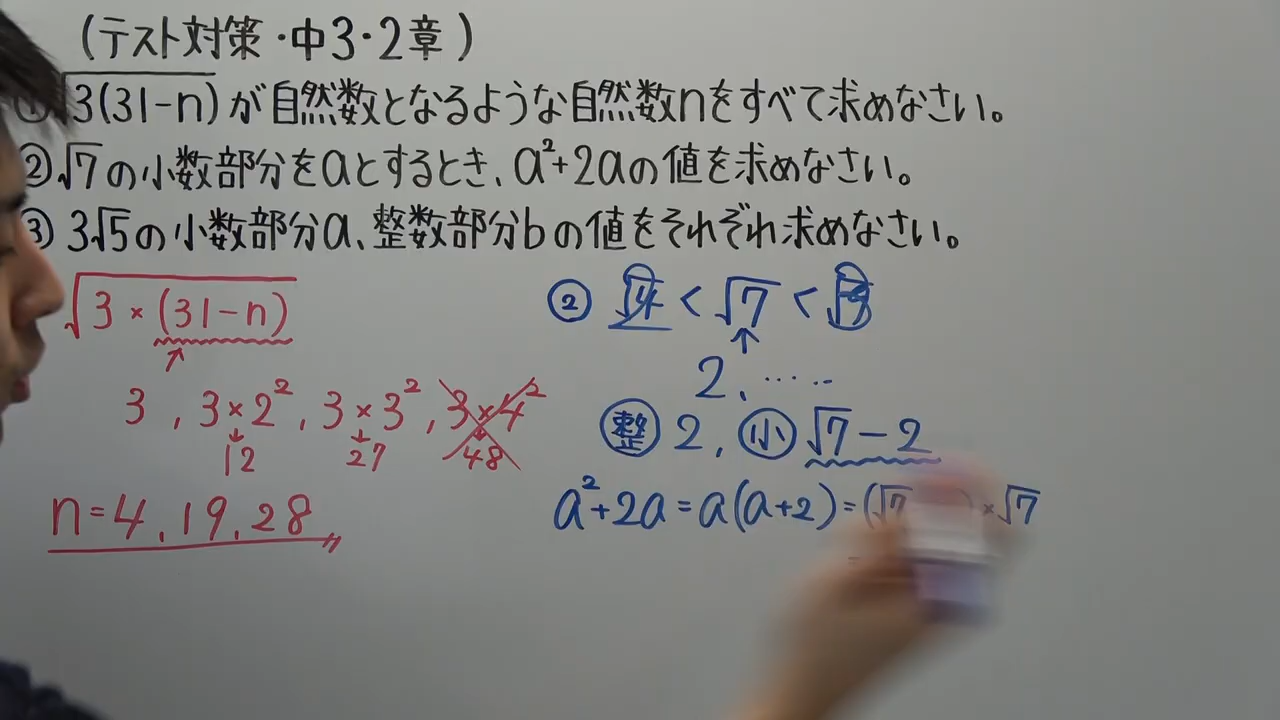 (テスト対策・中3・2章)
①√3(31-n)が自然数となるような自然数nをすべて求めなさい。
②√7の小数部分をaとするとき、a²+2aの値を求めなさい。
③ 3√5の小数部分a、整数部分bの値をそれぞれ求めなさい。
√3×(31-n)
↗
3, 3×2², 3×3², 3×4²
↓12 ↓27 ↓48
n=4,19,28
② √4 < √7 <
↑
2.……
整 2, 小 √7-2
a²+2a=a(a+2)=(√7 )×√7